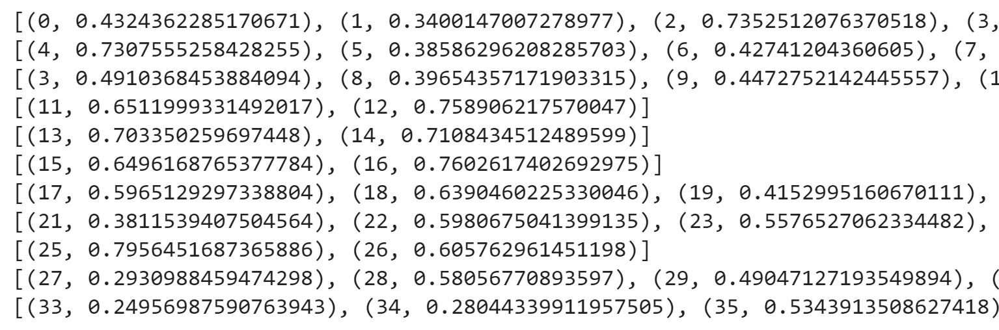 [(0, 0.4324362285170671), (1, 0.3400147007278977), (2, 0.7352512076370518), (3,
[(4, 0.7307555258428255), (5, 0.38586296208285703), (6, 0.42741204360605), (7,
[(3, 0.4910368453884094), (8, 0.39654357171903315), (9, 0.4472752142445557), (1
[(11, 0.6511999331492017), (12, 0.758906217570047)]
[(13, 0.703350259697448), (14, 0.7108434512489599)]
[(15, 0.6496168765377784), (16, 0.7602617402692975)]
[(17, 0.5965129297338804), (18, 0.6390460225330046), (19, 0.4152995160670111),
[(21, 0.3811539407504564), (22, 0.5980675041399135), (23, 0.5576527062334482),
[(25, 0.7956451687365886), (26, 0.605762961451198)]
[(27, 0.2930988459474298), (28, 0.58056770893597), (29, 0.49047127193549894), (
[(33, 0.24956987590763943), (34, 0.28044339911957505), (35, 0.5343913508627418)